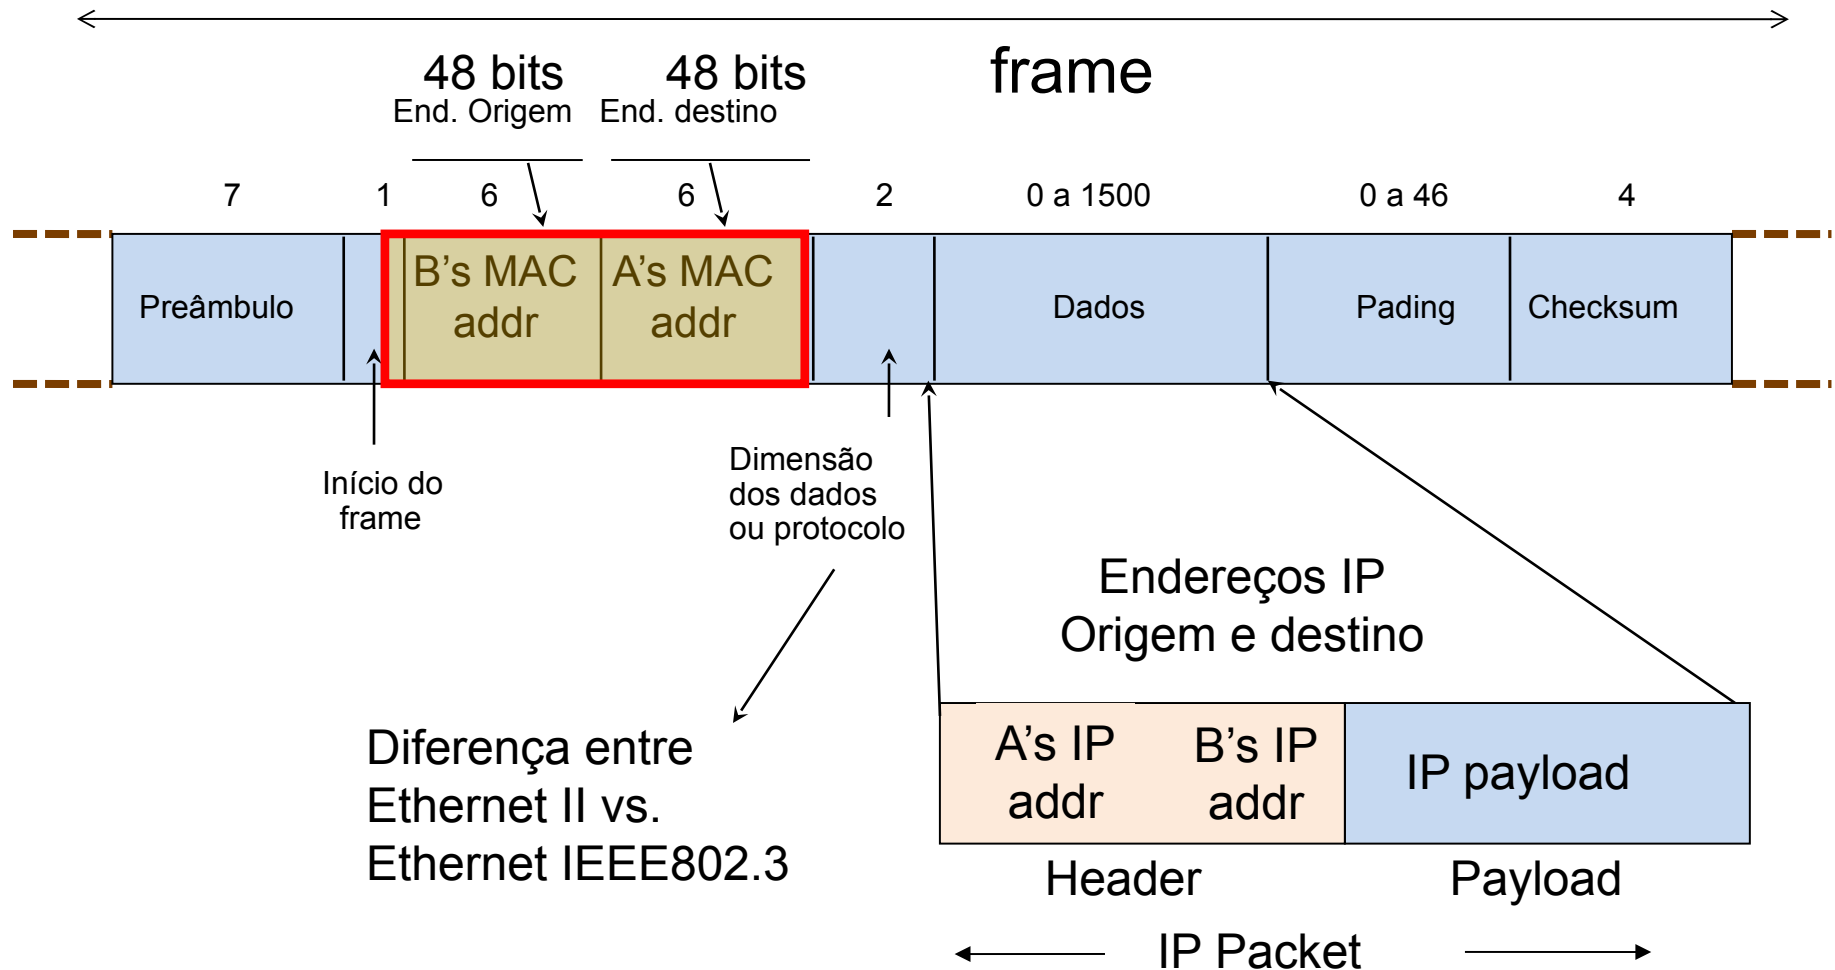 frame
48 bits 48 bits
End. Origem End. destino
7 1 6 6 2 0 a 1500 0 a 46 4
Preâmbulo
B’s MAC
addr
A’s MAC
addr
Dados
Pading
Checksum
Início do
frame
Dimensão
dos dados
ou protocolo
Endereços IP
Origem e destino
Diferença entre
Ethernet II vs.
Ethernet IEEE802.3
A’s IP
addr
B’s IP
addr
IP payload
Header
Payload
IP Packet